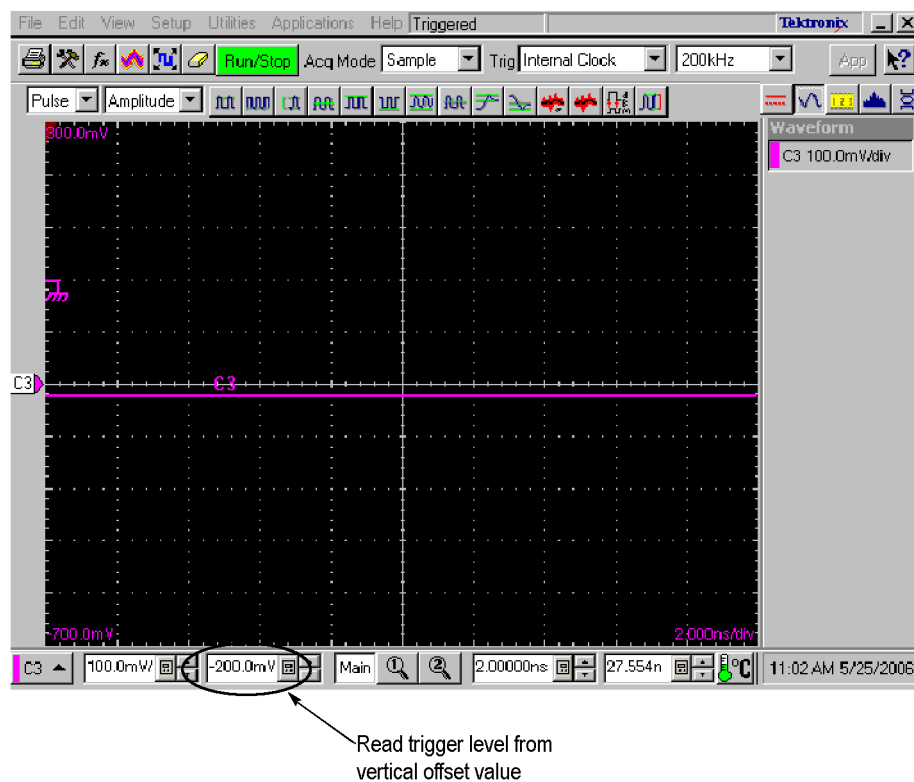 File Edit View Setup Utilities Applications Help Triggered Tektronix
Run/Stop Acq Mode Sample Trig Internal Clock 200kHz App
Pulse Amplitude
300.0mV
Waveform
C3 100.0mV/div
C3
C3
-700.0mV
2.000ns/div
C3 100.0mV/ -200.0mV Main 1 2 2.00000ns 27.554n °C 11:02 AM 5/25/2006
Read trigger level from
vertical offset value